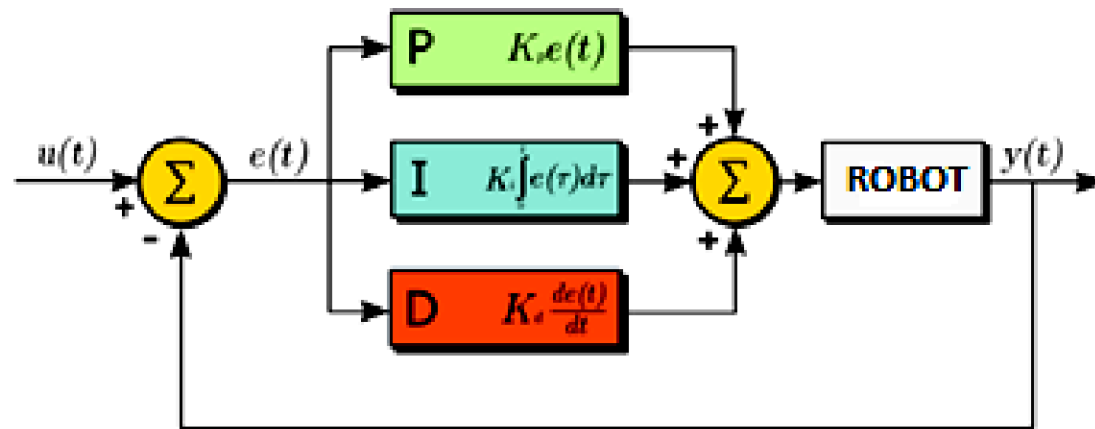 P K_p e(t)
u(t) + - Σ e(t)
I K_i ∫ e(τ)dτ
+ + + Σ
ROBOT y(t)
D K_d de(t)/dt